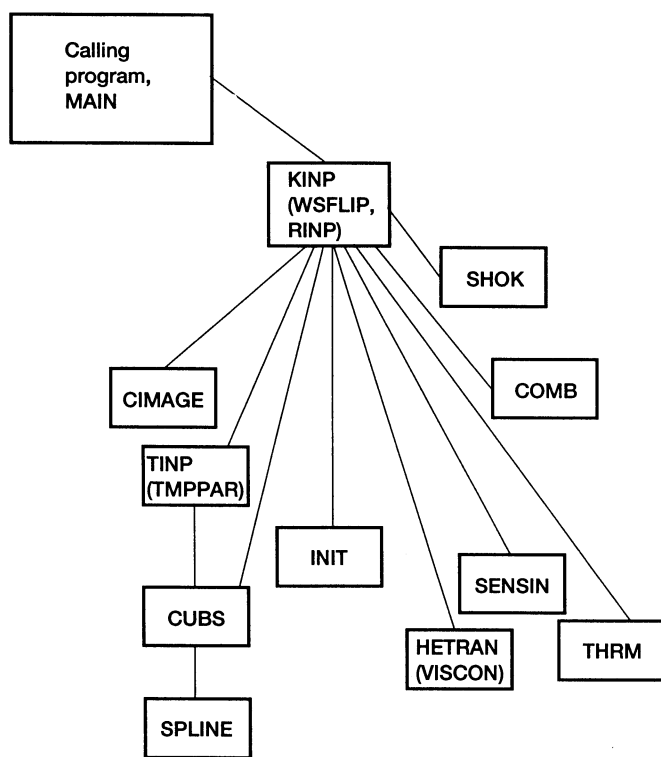 Calling
program,
MAIN
KINP
(WSFLIP,
RINP)
SHOK
CIMAGE
COMB
TINP
(TMPPAR)
INIT
SENSIN
CUBS
HETRAN
(VISCON)
THRM
SPLINE